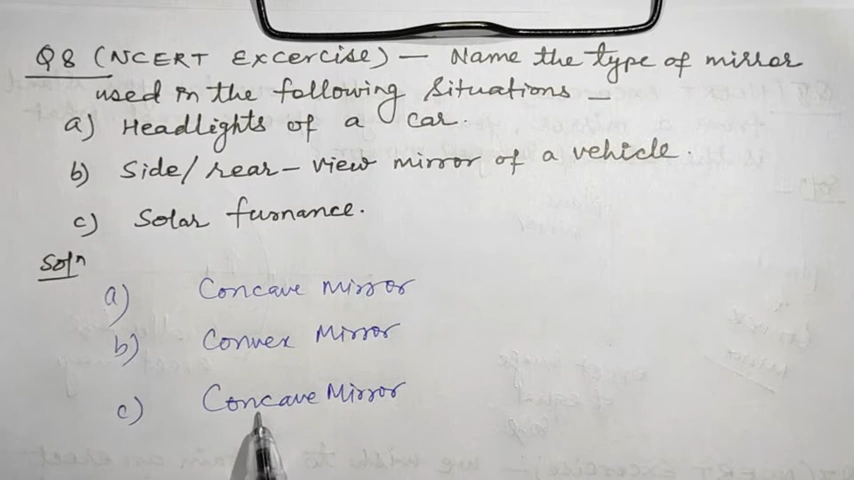 Q8 (NCERT Excercise) — Name the type of mirror
used in the following Situations —
a) Headlights of a car.
b) Side/rear-view mirror of a vehicle.
c) Solar furnance.
Solⁿ
a) Concave Mirror
b) Convex Mirror
c) Concave Mirror